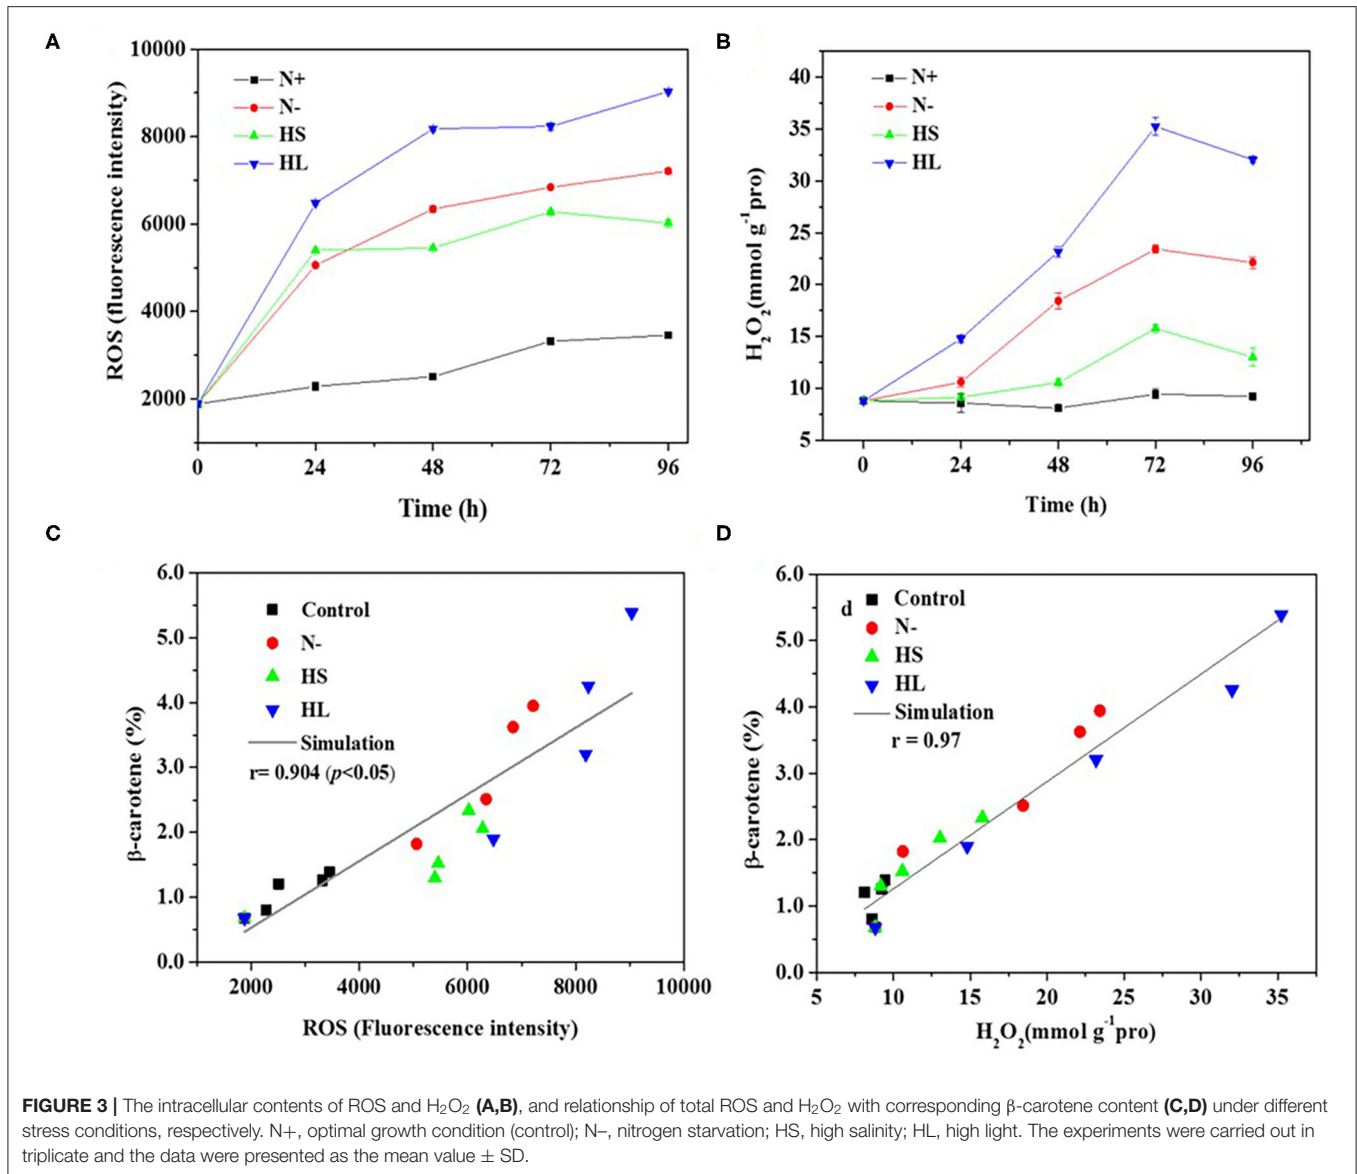 A
10000
8000
6000
4000
2000
ROS (fluorescence intensity)
N+
N-
HS
HL
0 24 48 72 96
Time (h)
B
40
35
30
25
20
15
10
5
H₂O₂(mmol g⁻¹pro)
N+
N-
HS
HL
0 24 48 72 96
Time (h)
C
6.0
5.0
4.0
3.0
2.0
1.0
0.0
β-carotene (%)
Control
N-
HS
HL
Simulation
r= 0.904 (p<0.05)
2000 4000 6000 8000 10000
ROS (Fluorescence intensity)
D
6.0
5.0
4.0
3.0
2.0
1.0
0.0
β-carotene (%)
d
Control
N-
HS
HL
Simulation
r = 0.97
5 10 15 20 25 30 35
H₂O₂(mmol g⁻¹pro)
FIGURE 3 | The intracellular contents of ROS and H₂O₂ (A,B), and relationship of total ROS and H₂O₂ with corresponding β-carotene content (C,D) under different
stress conditions, respectively. N+, optimal growth condition (control); N–, nitrogen starvation; HS, high salinity; HL, high light. The experiments were carried out in
triplicate and the data were presented as the mean value ± SD.